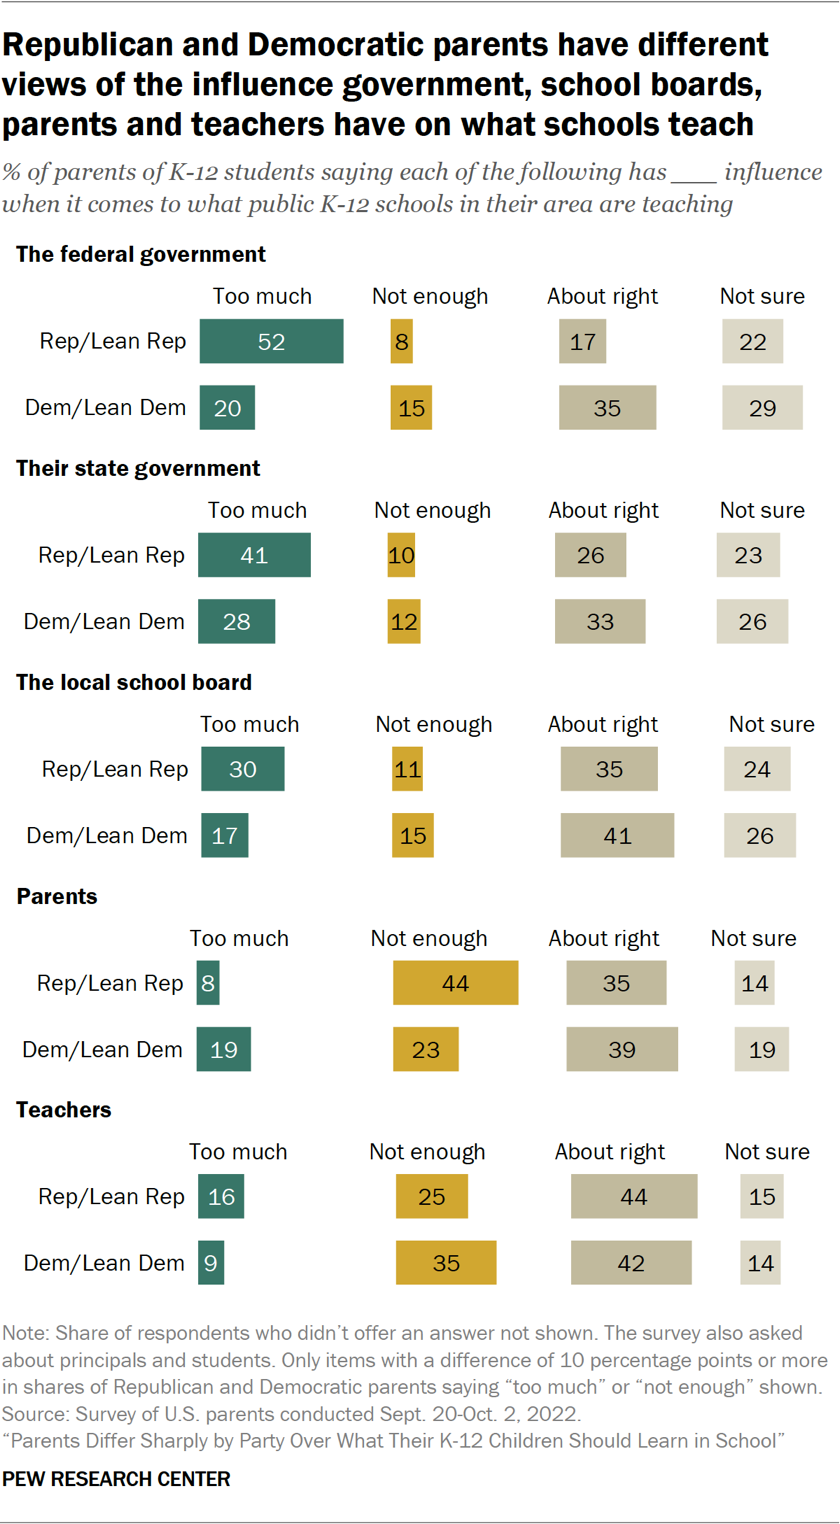 Republican and Democratic parents have different
views of the influence government, school boards,
parents and teachers have on what schools teach
% of parents of K-12 students saying each of the following has ___ influence
when it comes to what public K-12 schools in their area are teaching
The federal government
Too much Not enough About right Not sure
Rep/Lean Rep 52 8 17 22
Dem/Lean Dem 20 15 35 29
Their state government
Too much Not enough About right Not sure
Rep/Lean Rep 41 10 26 23
Dem/Lean Dem 28 12 33 26
The local school board
Too much Not enough About right Not sure
Rep/Lean Rep 30 11 35 24
Dem/Lean Dem 17 15 41 26
Parents
Too much Not enough About right Not sure
Rep/Lean Rep 8 44 35 14
Dem/Lean Dem 19 23 39 19
Teachers
Too much Not enough About right Not sure
Rep/Lean Rep 16 25 44 15
Dem/Lean Dem 9 35 42 14
Note: Share of respondents who didn’t offer an answer not shown. The survey also asked
about principals and students. Only items with a difference of 10 percentage points or more
in shares of Republican and Democratic parents saying “too much” or “not enough” shown.
Source: Survey of U.S. parents conducted Sept. 20-Oct. 2, 2022.
“Parents Differ Sharply by Party Over What Their K-12 Children Should Learn in School”
PEW RESEARCH CENTER